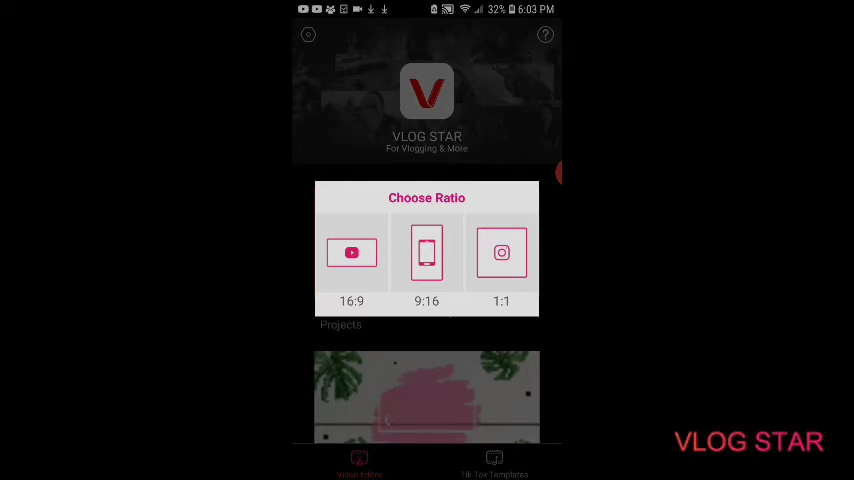 32% 6:03 PM
VLOG STAR
For Vlogging & More
Choose Ratio
16:9 9:16 1:1
Projects
VLOG STAR
Video Editor Tik Tox Templates